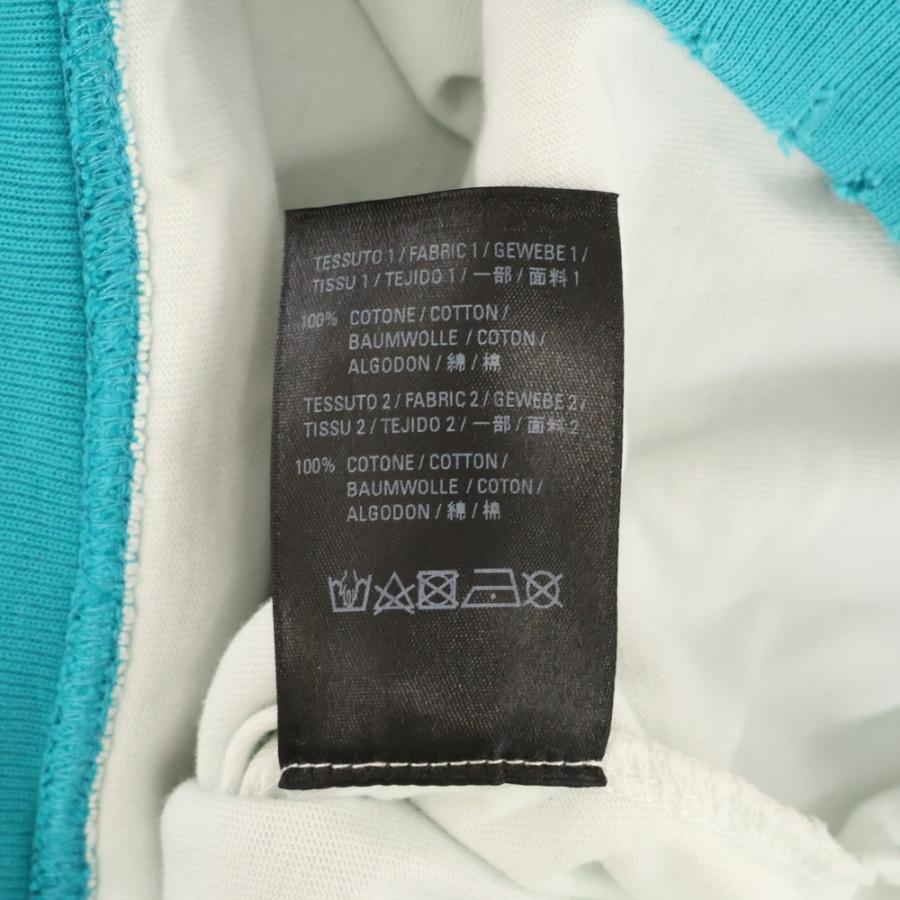 TESSUTO 1 / FABRIC 1 / GEWEBE 1 /
TISSU 1 / TEJIDO 1 / 一部 / 面料 1
100% COTONE / COTTON /
BAUMWOLLE / COTON /
ALGODON / 綿 / 棉
TESSUTO 2 / FABRIC 2 / GEWEBE 2 /
TISSU 2 / TEJIDO 2 / 一部 / 面料 2
100% COTONE / COTTON /
BAUMWOLLE / COTON /
ALGODON / 綿 / 棉